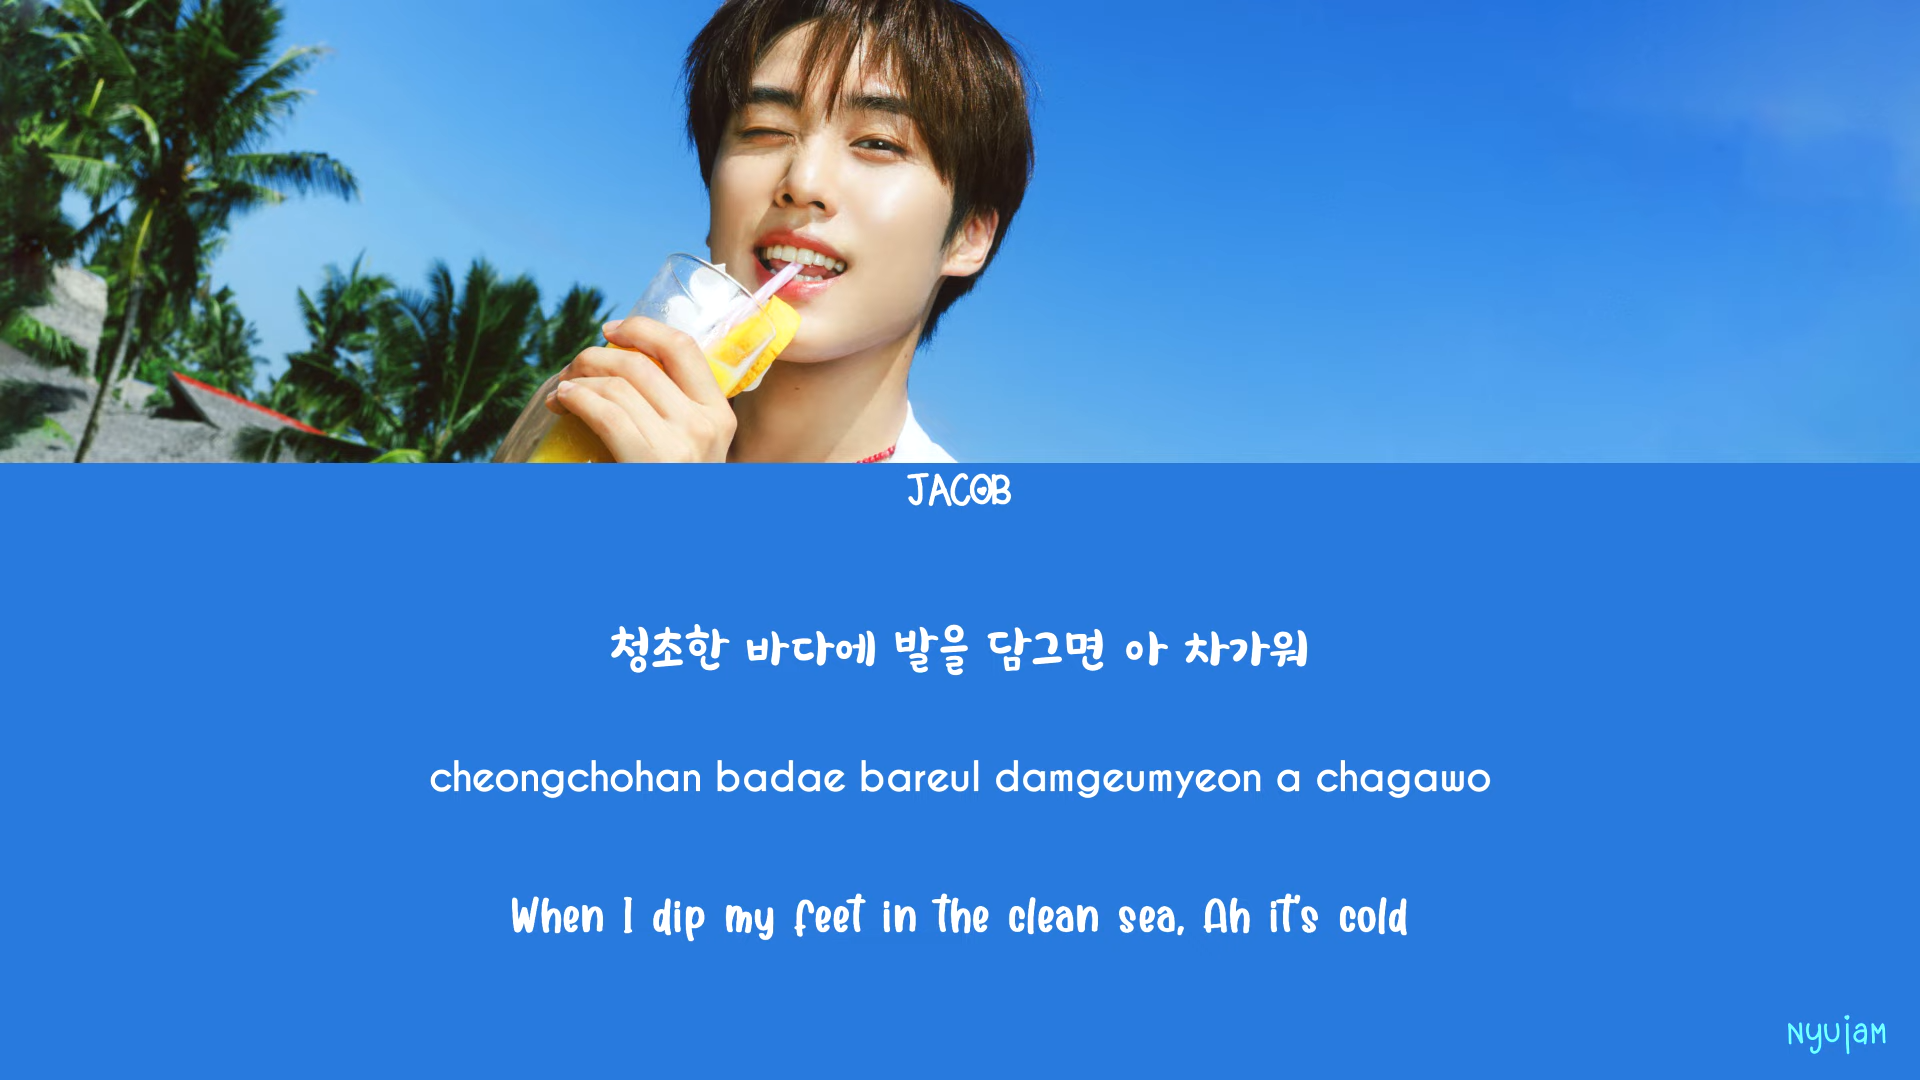 JACOB
청초한 바다에 발을 담그면 아 차가워
cheongchohan badae bareul damgeumyeon a chagawo
When I dip my feet in the clean sea, Ah it's cold
NyujaM